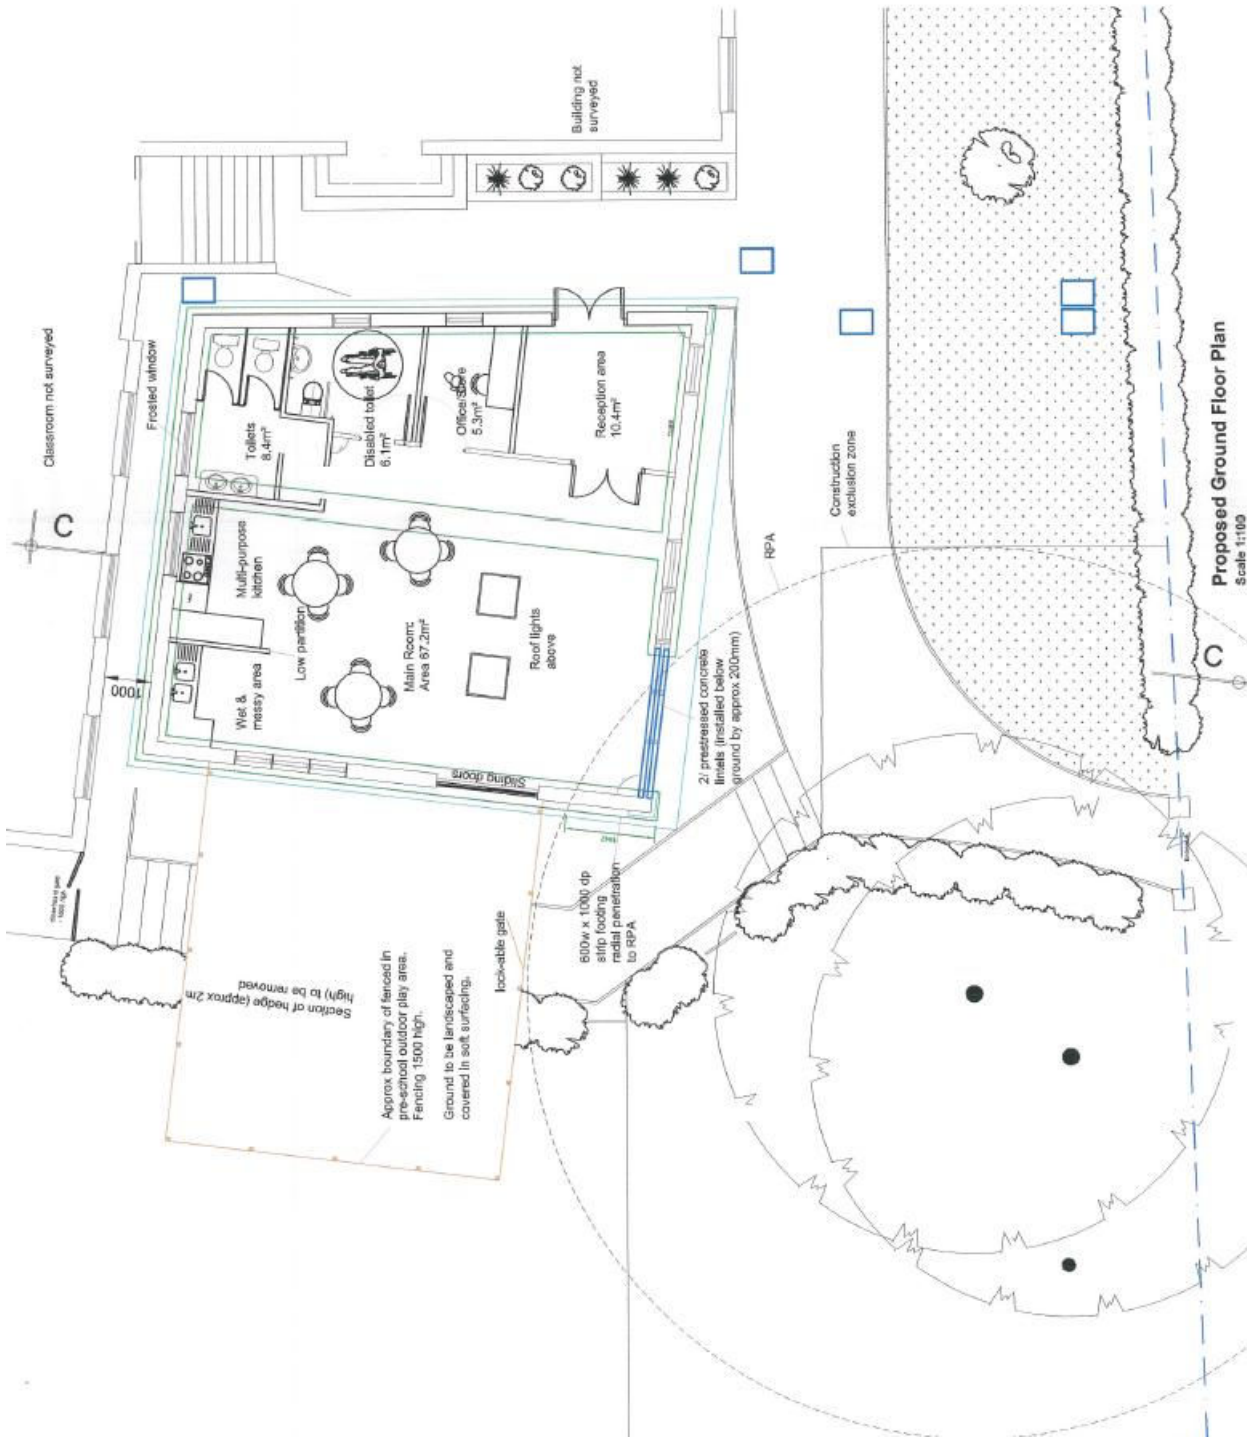 Building not
surveyed
Classroom not surveyed
Frosted window
C
Toilets
8.4m²
Disabled toilet
6.1m²
Office/Store
5.3m²
Reception area
10.4m²
Multi-purpose
kitchen
Low partition
Wet &
messy area
Main Room:
Area 67.2m²
Roof lights
above
1000
Sliding doors
RPA
Construction
exclusion zone
2/ prestressed concrete
lintels (installed below
ground by approx 200mm)
600w x 1000 dp
strip footing
radial penetration
to RPA
lockable gate
Section of hedge (approx 2m
high) to be removed
Approx boundary of fenced in
pre-school outdoor play area.
Fencing 1500 high.
Ground to be landscaped and
covered in soft surfacing.
C
Proposed Ground Floor Plan
Scale 1:100